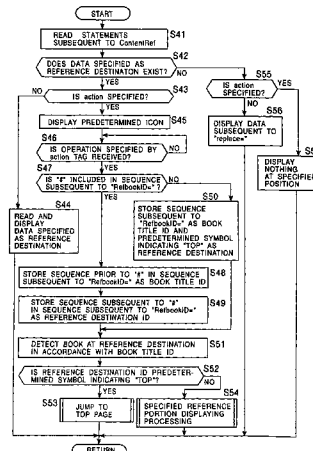 START
S41
READ STATEMENTS
SUBSEQUENT TO ContentRef
S42
DOES DATA SPECIFIED AS
REFERENCE DESTINATON EXIST?
NO
YES
S55
IS action
SPECIFIED?
YES
NO
S43
NO
IS action SPECIFIED?
YES
S56
DISPLAY DATA
SUBSEQUENT TO
"replace="
S45
DISPLAY PREDETERMINED ICON
S46
IS OPERATION SPECIFIED BY
action TAG RECEIVED?
NO
YES
DISPLAY
NOTHING
AT SPECIFIED
POSITION
S47
IS "#" INCLUDED IN SEQUENCE
SUBSEQUENT TO "RefbookID=" ?
NO
YES
S44
READ AND
DISPLAY
DATA SPECIFIED
AS REFERENCE
DESTINATION
S50
STORE SEQUENCE
SUBSEQUENT TO
"RefbookID=" AS BOOK
TITLE ID AND
PREDETERMINED SYMBOL
INDICATING "TOP" AS
REFERENCE DESTINATION
STORE SEQUENCE PRIOR TO "#" IN SEQUENCE
SUBSEQUENT TO "RefbookID=" AS BOOK TITLE ID
S48
STORE SEQUENCE SUBSEQUENT TO "#"
IN SEQUENCE SUBSEQUENT TO "RefbookID="
AS REFERENCE DESTINATION ID
S49
DETECT BOOK AT REFERENCE DESTINATION
IN ACCORDANCE WITH BOOK TITLE ID
S51
S52
IS REFERENCE DESTINATION ID PREDETER-
MINED SYMBOL INDICATING "TOP"?
YES
NO
S53
JUMP TO
TOP PAGE
S54
SPECIFIED REFERENCE
PORTION DISPLAYING
PROCESSING
RETURN